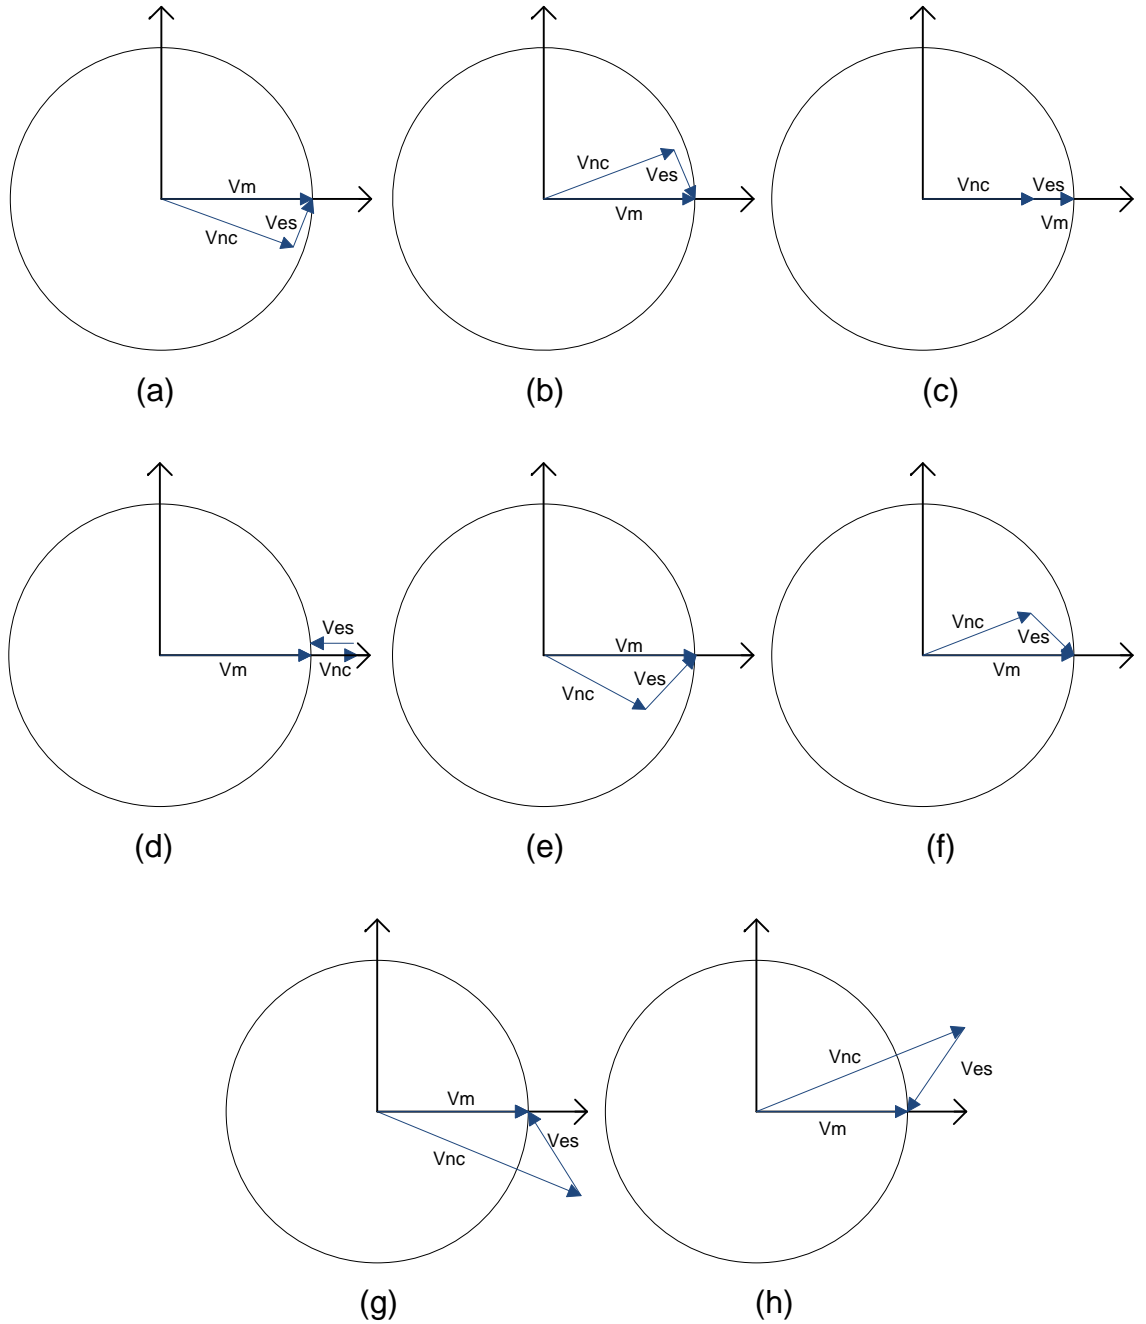 Vm
Ves
Vnc
(a)
Vnc
Ves
Vm
(b)
Vnc Ves
Vm
(c)
Ves
Vm Vnc
(d)
Vm
Ves
Vnc
(e)
Vnc
Ves
Vm
(f)
Vm
Ves
Vnc
(g)
Vnc
Ves
Vm
(h)